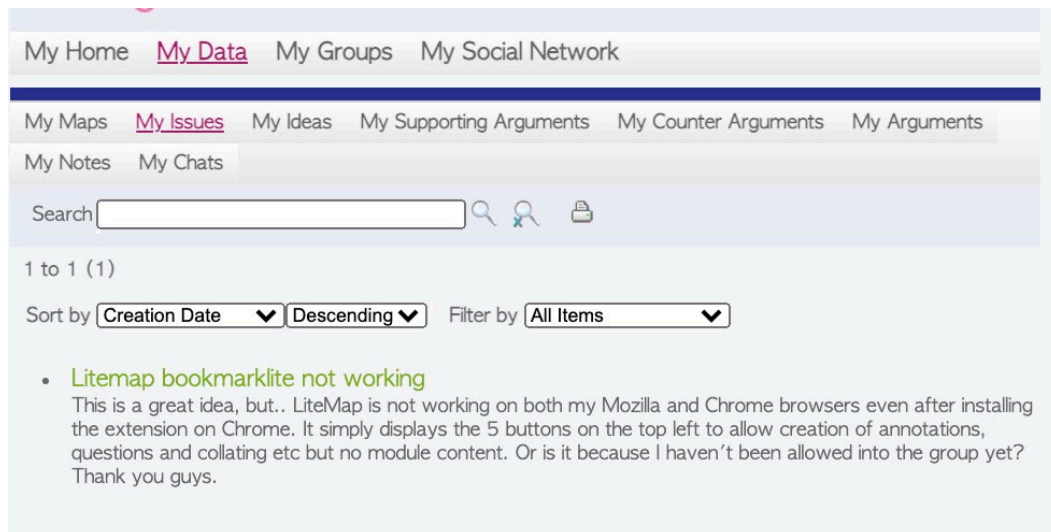 My Home My Data My Groups My Social Network
My Maps My Issues My Ideas My Supporting Arguments My Counter Arguments My Arguments
My Notes My Chats
Search
1 to 1 (1)
Sort by Creation Date Descending Filter by All Items
Litemap bookmarklite not working
This is a great idea, but.. LiteMap is not working on both my Mozilla and Chrome browsers even after installing
the extension on Chrome. It simply displays the 5 buttons on the top left to allow creation of annotations,
questions and collating etc but no module content. Or is it because I haven't been allowed into the group yet?
Thank you guys.